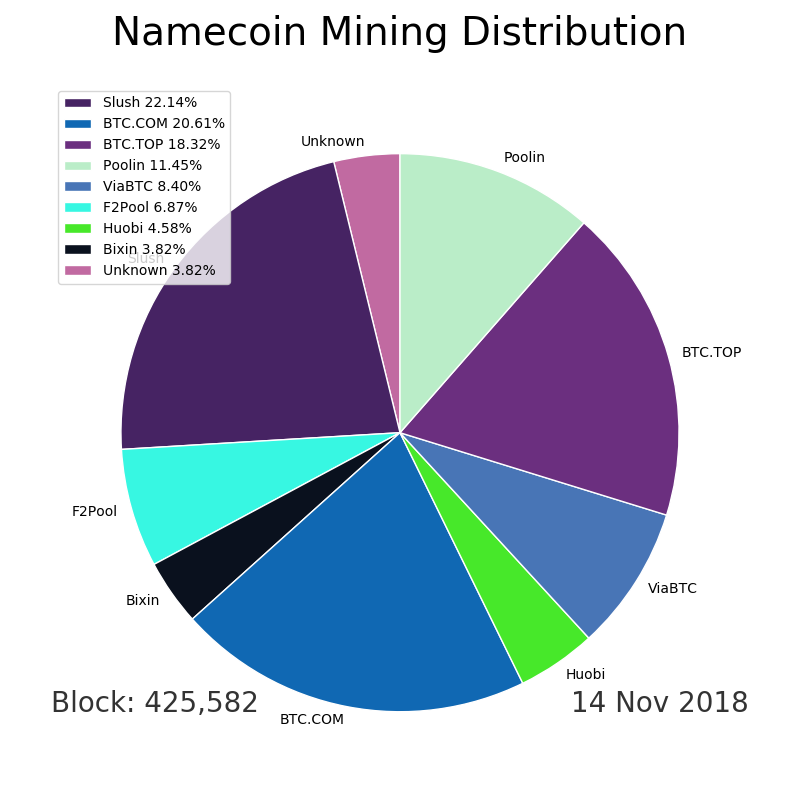 Namecoin Mining Distribution
Slush 22.14%
BTC.COM 20.61%
BTC.TOP 18.32%
Poolin 11.45%
ViaBTC 8.40%
F2Pool 6.87%
Huobi 4.58%
Bixin 3.82%
Unknown 3.82%
Unknown
Poolin
Slush
BTC.TOP
F2Pool
ViaBTC
Bixin
Huobi
BTC.COM
Block: 425,582
14 Nov 2018